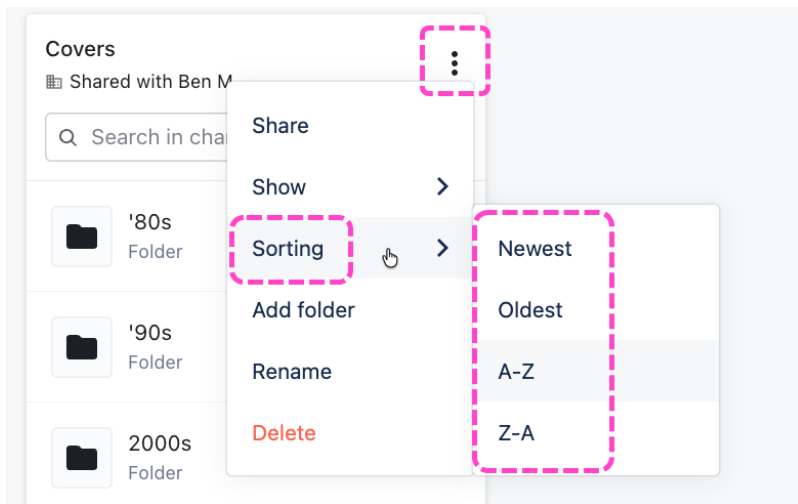 Covers
Shared with Ben M
Search in cha
'80s
Folder
'90s
Folder
2000s
Folder
Share
Show
Sorting
Add folder
Rename
Delete
Newest
Oldest
A-Z
Z-A